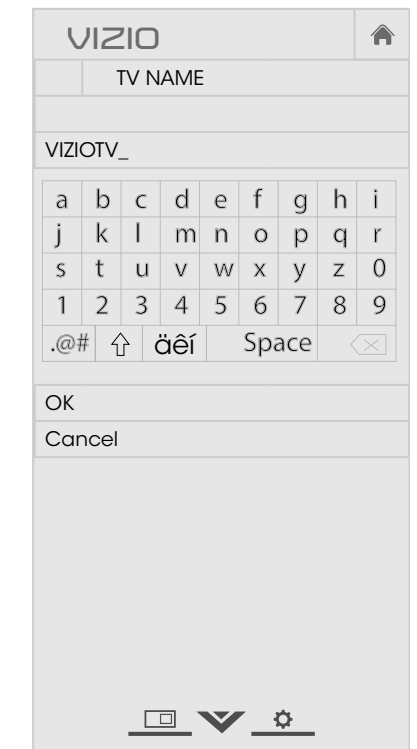 VIZIO
TV NAME
VIZIOTV_
a b c d e f g h i
j k l m n o p q r
s t u v w x y z 0
1 2 3 4 5 6 7 8 9
.@# äêí Space
OK
Cancel